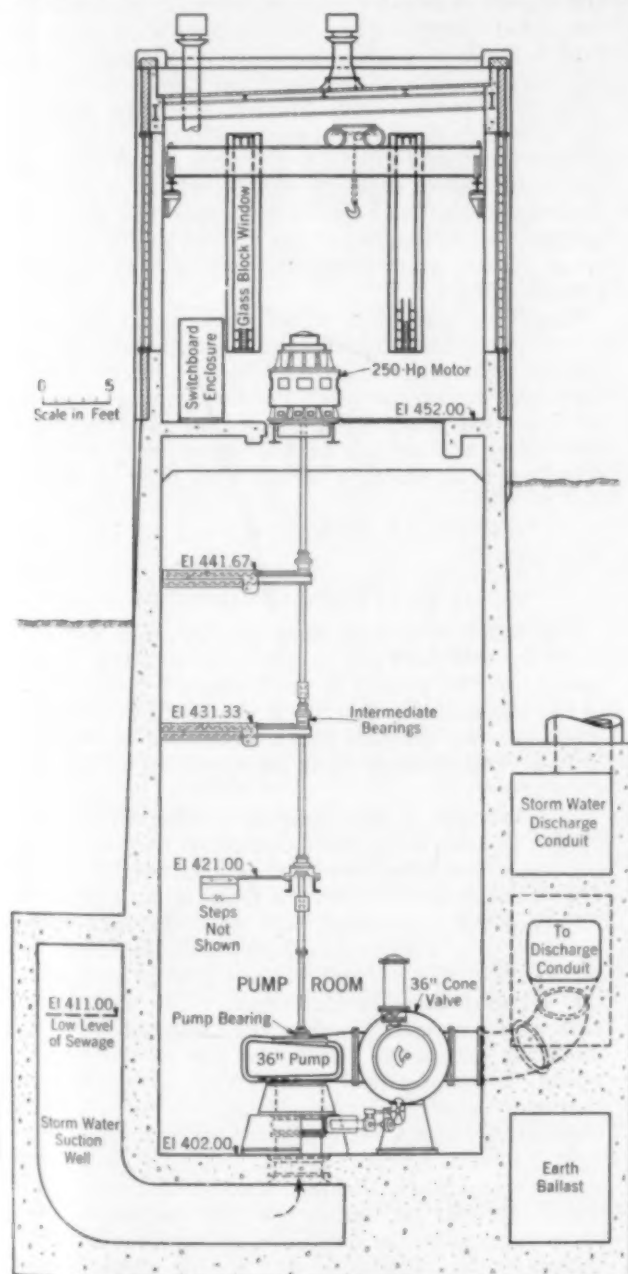 Glass Block Window
Switchboard
Enclosure
250-Hp Motor
0 5
Scale in Feet
El 452.00
El 441.67
El 431.33
Intermediate
Bearings
Storm Water
Discharge
Conduit
El 421.00
Steps
Not
Shown
To
Discharge
Conduit
PUMP ROOM
36" Cone
Valve
El 411.00
Low Level
of Sewage
Pump Bearing
36" Pump
Storm Water
Suction
Well
El 402.00
Earth
Ballast